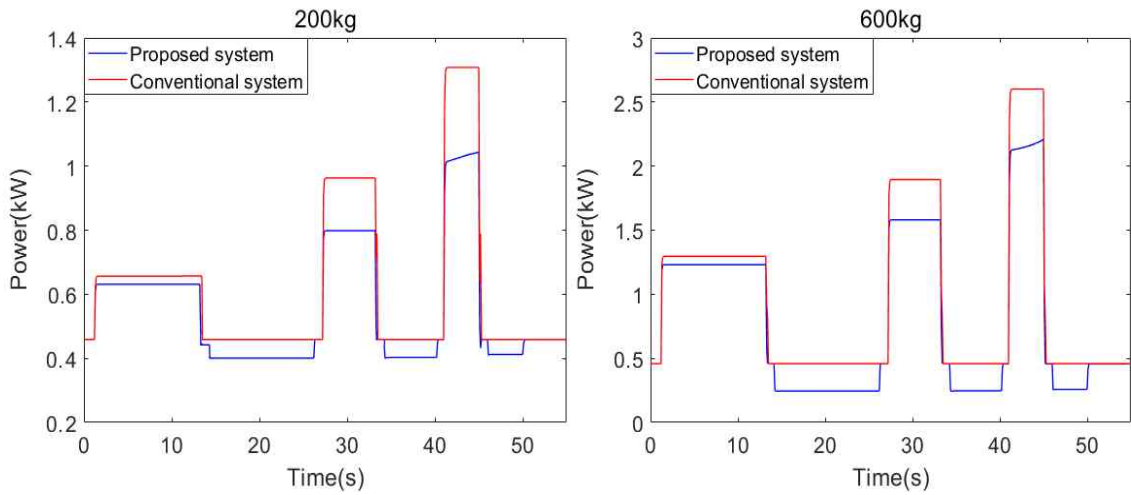 200kg
1.4
1.2
1
0.8
0.6
0.4
0.2
Power(kW)
Proposed system
Conventional system
0 10 20 30 40 50
Time(s)
600kg
3
2.5
2
1.5
1
0.5
0
Power(kW)
Proposed system
Conventional system
0 10 20 30 40 50
Time(s)